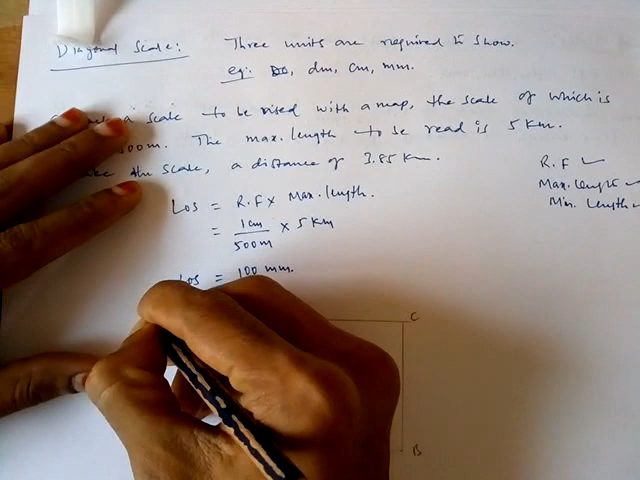 Diagonal Scale: Three units are required to show.
eg: dm, cm, mm.
a scale to be used with a map, the scale of which is
500m. The max. length to be read is 5 Km.
the scale, a distance of 3.85 Km.
R.F ✓
Max. length ✓
Min. length ✓
LOS = R.F × Max. length.
= 1cm/500m × 5 KM
LOS = 100 mm.
C
B